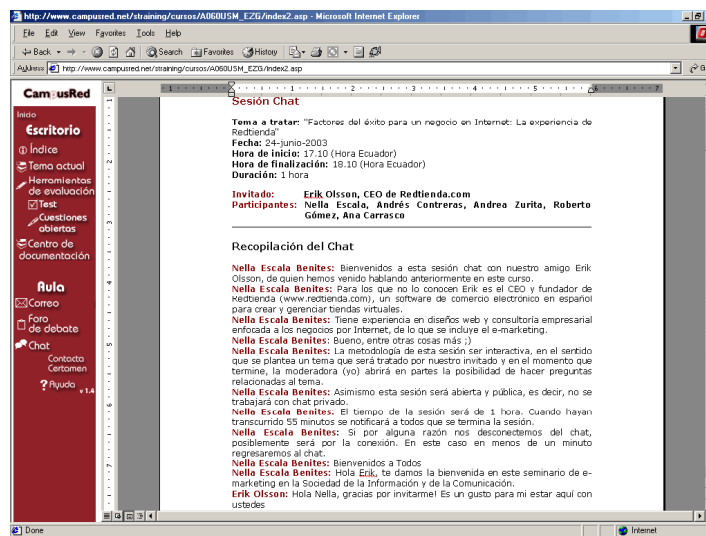 http://www.campusred.net/straining/cursos/A060USM_EZG/index2.asp - Microsoft Internet Explorer
File Edit View Favorites Tools Help
Back Search Favorites History
Address http://www.campusred.net/straining/cursos/A060USM_EZG/index2.asp
CampusRed
Inicio
Escritorio
Índice
Tema actual
Herramientas
de evaluación
Test
Cuestiones
abiertas
Centro de
documentación
Aula
Correo
Foro
de debate
Chat
Contacta
Certamen
Ayuda v 1.4
Sesión Chat
Tema a tratar: "Factores del éxito para un negocio en Internet: La experiencia de
Redtienda"
Fecha: 24-junio-2003
Hora de inicio: 17.10 (Hora Ecuador)
Hora de finalización: 18.10 (Hora Ecuador)
Duración: 1 hora
Invitado: Erik Olsson, CEO de Redtienda.com
Participantes: Nella Escala, Andrés Contreras, Andrea Zurita, Roberto
Gómez, Ana Carrasco
Recopilación del Chat
Nella Escala Benites: Bienvenidos a esta sesión chat con nuestro amigo Erik
Olsson, de quien hemos venido hablando anteriormente en este curso.
Nella Escala Benites: Para los que no lo conocen Erik es el CEO y fundador de
Redtienda (www.redtienda.com), un software de comercio electrónico en español
para crear y gerenciar tiendas virtuales.
Nella Escala Benites: Tiene experiencia en diseños web y consultoría empresarial
enfocada a los negocios por Internet, de lo que se incluye el e-marketing.
Nella Escala Benites: Bueno, entre otras cosas más ;)
Nella Escala Benites: La metodología de esta sesión ser interactiva, en el sentido
que se plantea un tema que será tratado por nuestro invitado y en el momento que
termine, la moderadora (yo) abrirá en partes la posibilidad de hacer preguntas
relacionadas al tema.
Nella Escala Benites: Asimismo esta sesión será abierta y pública, es decir, no se
trabajará con chat privado.
Nella Escala Benites: El tiempo de la sesión será de 1 hora. Cuando hayan
transcurrido 55 minutos se notificará a todos que se termina la sesión.
Nella Escala Benites: Si por alguna razón nos desconectemos del chat,
posiblemente será por la conexión. En este caso en menos de un minuto
regresaremos al chat.
Nella Escala Benites: Bienvenidos a Todos
Nella Escala Benites: Hola Erik, te damos la bienvenida en este seminario de e-
marketing en la Sociedad de la Información y de la Comunicación.
Erik Olsson: Hola Nella, gracias por invitarme! Es un gusto para mi estar aquí con
ustedes
Done Internet